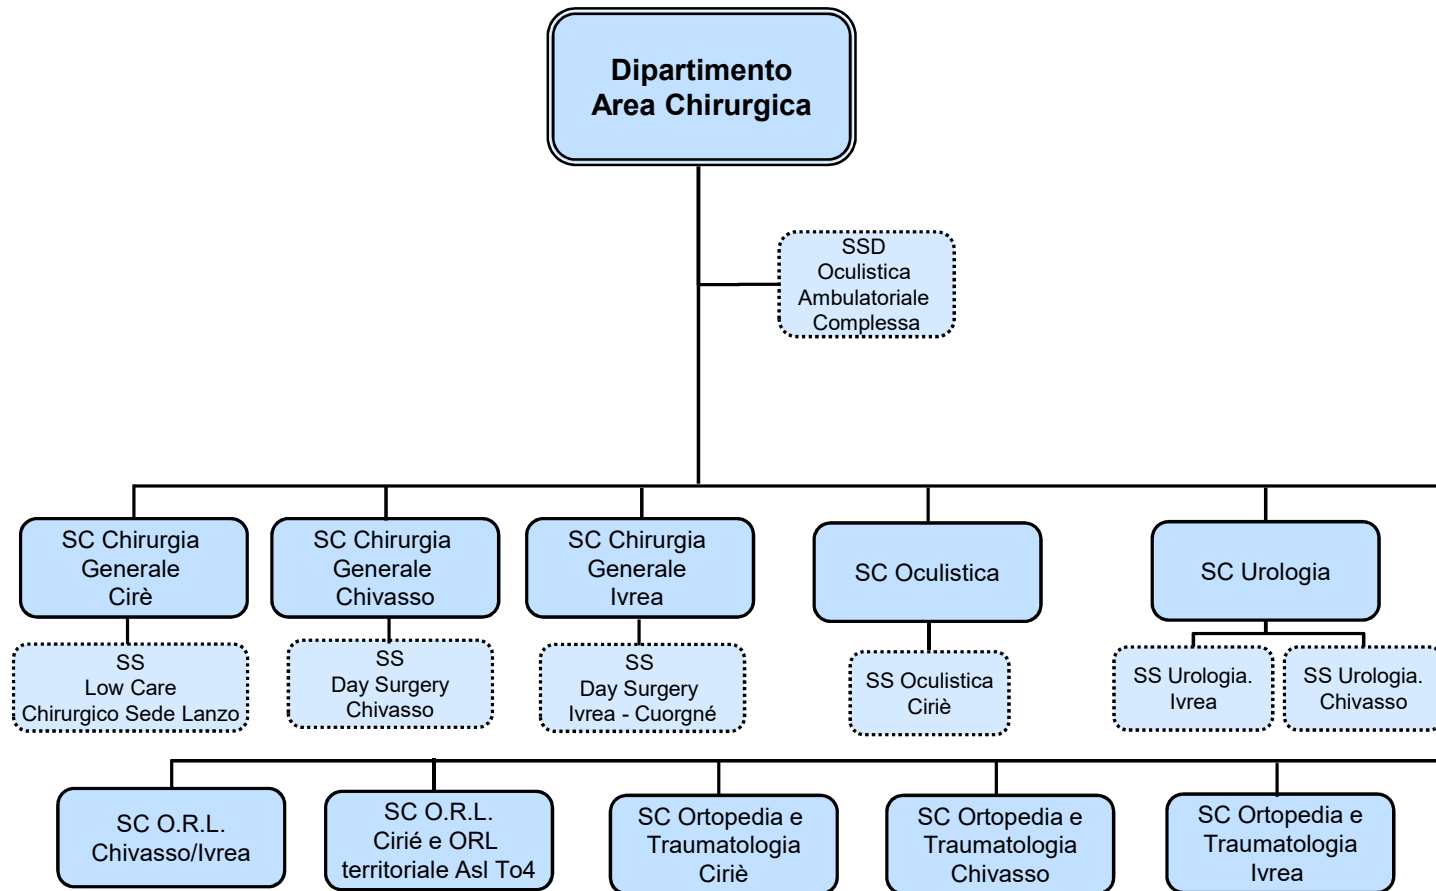 Dipartimento
Area Chirurgica
SSD
Oculistica
Ambulatoriale
Complessa
SC Chirurgia
Generale
Cirè
SC Chirurgia
Generale
Chivasso
SC Chirurgia
Generale
Ivrea
SC Oculistica
SC Urologia
SS
Low Care
Chirurgico Sede Lanzo
SS
Day Surgery
Chivasso
SS
Day Surgery
Ivrea - Cuorgné
SS Oculistica
Ciriè
SS Urologia.
Ivrea
SS Urologia.
Chivasso
SC O.R.L.
Chivasso/Ivrea
SC O.R.L.
Cirié e ORL
territoriale Asl To4
SC Ortopedia e
Traumatologia
Ciriè
SC Ortopedia e
Traumatologia
Chivasso
SC Ortopedia e
Traumatologia
Ivrea